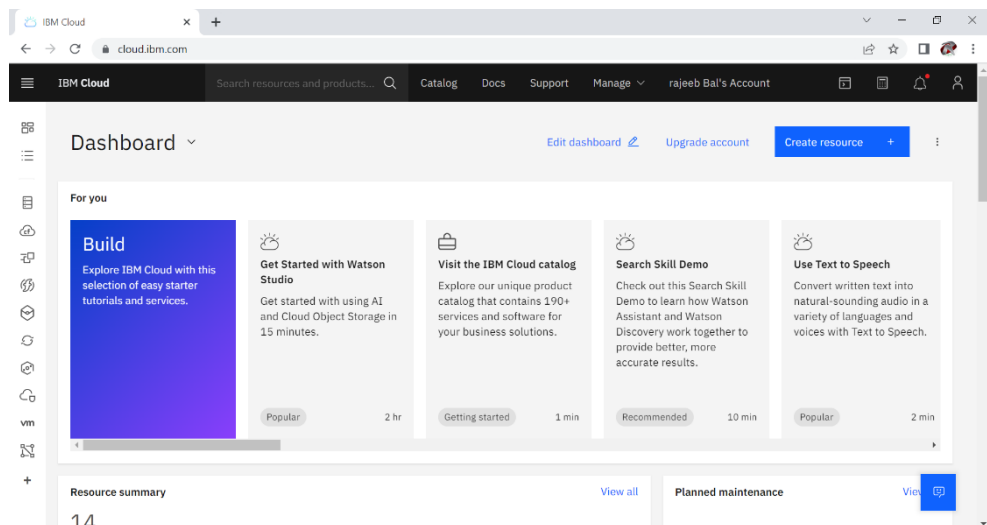 IBM Cloud
cloud.ibm.com
IBM Cloud
Search resources and products...
Catalog
Docs
Support
Manage
rajeeb Bal's Account
Dashboard
Edit dashboard
Upgrade account
Create resource +
For you
Build
Explore IBM Cloud with this
selection of easy starter
tutorials and services.
Get Started with Watson
Studio
Get started with using AI
and Cloud Object Storage in
15 minutes.
Popular
2 hr
Visit the IBM Cloud catalog
Explore our unique product
catalog that contains 190+
services and software for
your business solutions.
Getting started
1 min
Search Skill Demo
Check out this Search Skill
Demo to learn how Watson
Assistant and Watson
Discovery work together to
provide better, more
accurate results.
Recommended
10 min
Use Text to Speech
Convert written text into
natural-sounding audio in a
variety of languages and
voices with Text to Speech.
Popular
2 min
vm
Resource summary
View all
Planned maintenance
14